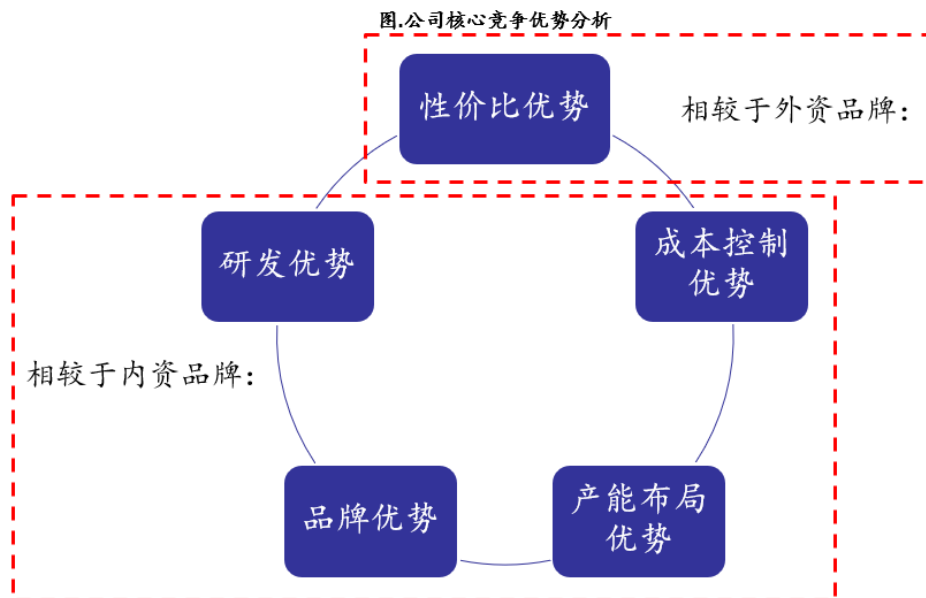 图.公司核心竞争优势分析
性价比优势
相较于外资品牌：
研发优势
成本控制
优势
相较于内资品牌：
品牌优势
产能布局
优势